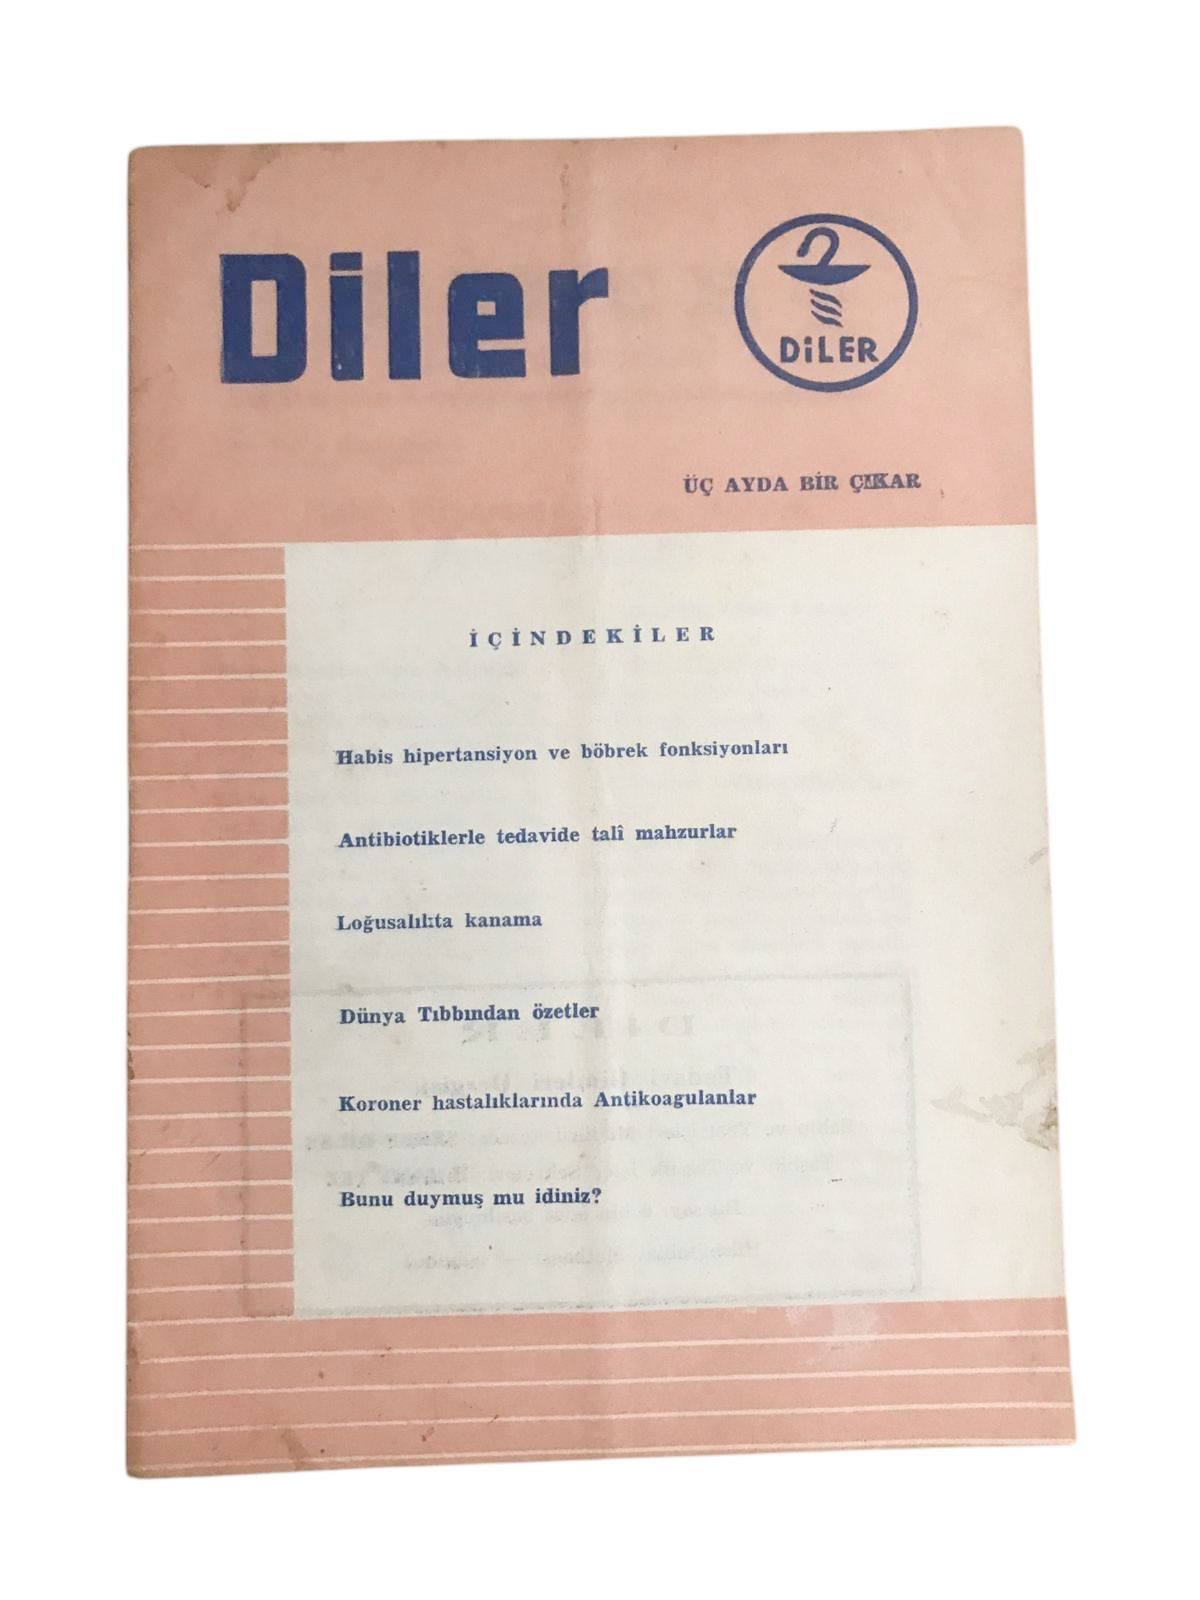 Diler
DİLER
ÜÇ AYDA BİR ÇIKAR
İÇİNDEKİLER
Habis hipertansiyon ve böbrek fonksiyonları
Antibiotiklerle tedavide talî mahzurlar
Loğusalıkta kanama
Dünya Tıbbından özetler
Koroner hastalıklarında Antikoagulanlar
Bunu duymuş mu idiniz?